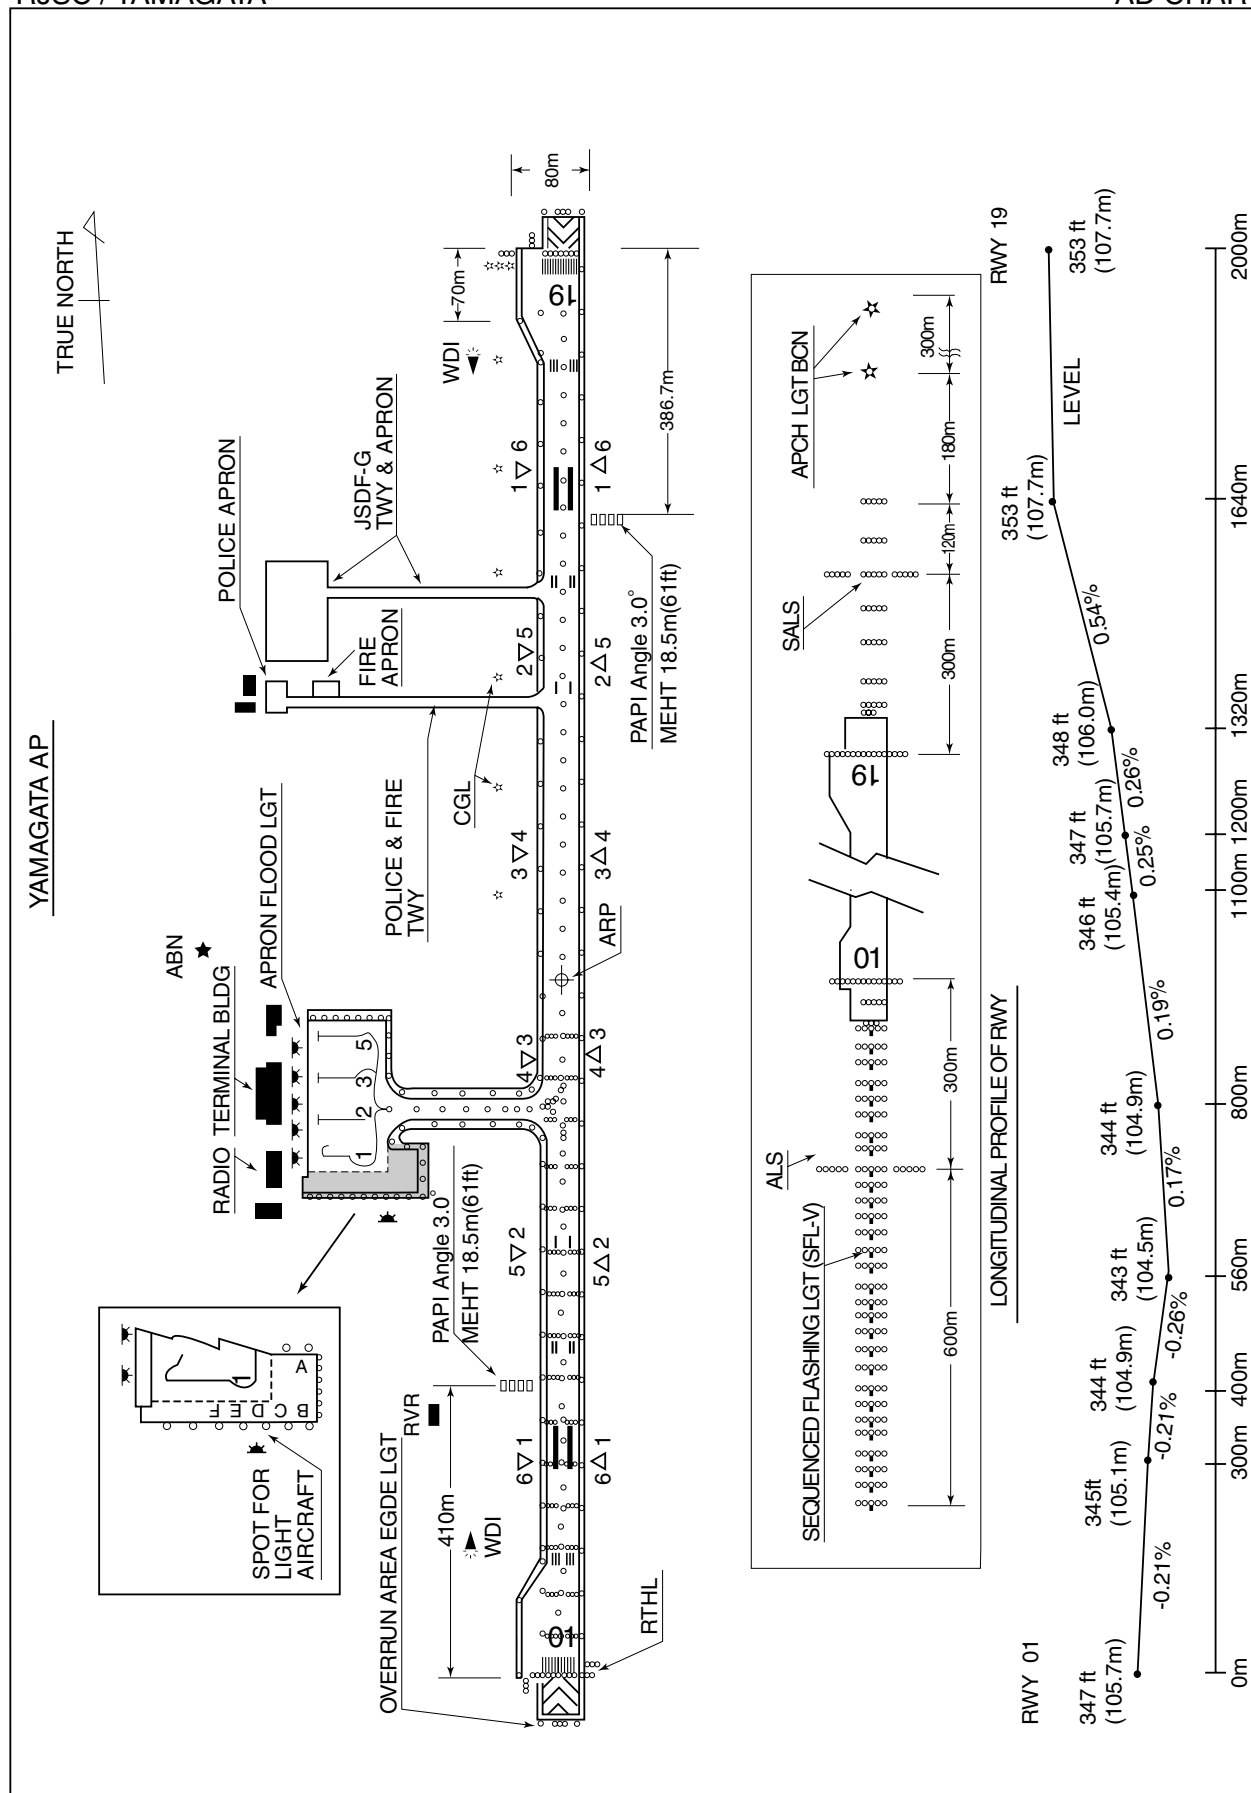 RJSC / YAMAGATA
AD CHAR
YAMAGATA AP
TRUE NORTH
POLICE APRON
JSDF-G
TWY & APRON
FIRE
APRON
POLICE & FIRE
TWY
CGL
ABN
APRON FLOOD LGT
TERMINAL BLDG
RADIO
5
3
2
1
SPOT FOR
LIGHT
AIRCRAFT
1
A
B C D E F
WDI
70m
80m
19
386.7m
1 ▽ 6
1 △ 6
2 ▽ 5
2 △ 5
3 ▽ 4
3 △ 4
4 ▽ 3
4 △ 3
5 ▽ 2
5 △ 2
6 ▽ 1
6 △ 1
PAPI Angle 3.0°
MEHT 18.5m(61ft)
ARP
PAPI Angle 3.0
MEHT 18.5m(61ft)
RVR
410m
WDI
OVERRUN AREA EGDE LGT
01
RTHL
APCH LGT BCN
300m
180m
120m
SALS
300m
19
01
300m
ALS
SEQUENCED FLASHING LGT (SFL-V)
600m
LONGITUDINAL PROFILE OF RWY
RWY 01
RWY 19
347 ft
(105.7m)
-0.21%
345ft
(105.1m)
-0.21%
344 ft
(104.9m)
-0.26%
343 ft
(104.5m)
0.17%
344 ft
(104.9m)
0.19%
346 ft
(105.4m)
0.25%
347 ft
(105.7m)
0.26%
348 ft
(106.0m)
0.54%
353 ft
(107.7m)
LEVEL
353 ft
(107.7m)
0m
300m
400m
560m
800m
1100m
1200m
1320m
1640m
2000m